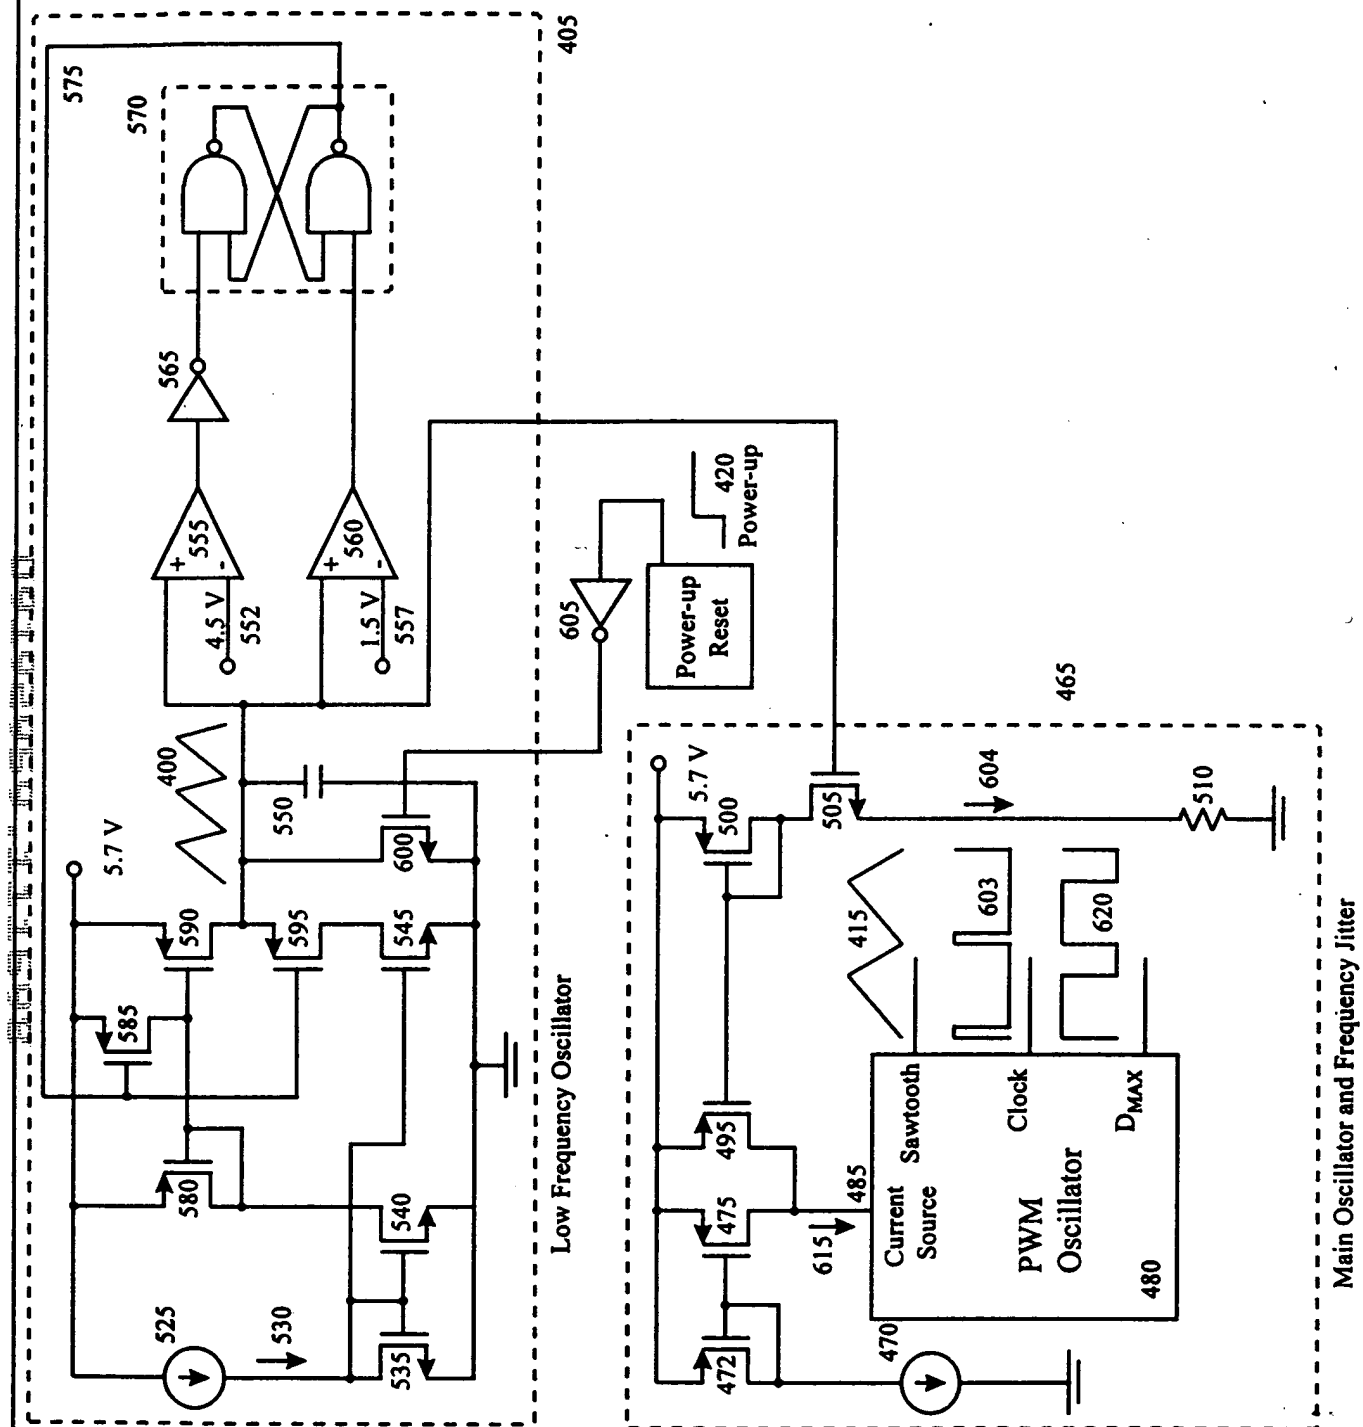 405
575
570
565
+
555
-
4.5 V
552
+
560
-
1.5 V
557
400
5.7 V
550
600
590
595
545
585
580
540
525
530
535
Low Frequency Oscillator
605
Power-up
Reset
420
Power-up
465
5.7 V
500
505
604
510
495
475
472
615
485
470
Current
Source
Sawtooth
Clock
DMAX
PWM
Oscillator
480
415
603
620
Main Oscillator and Frequency Jitter